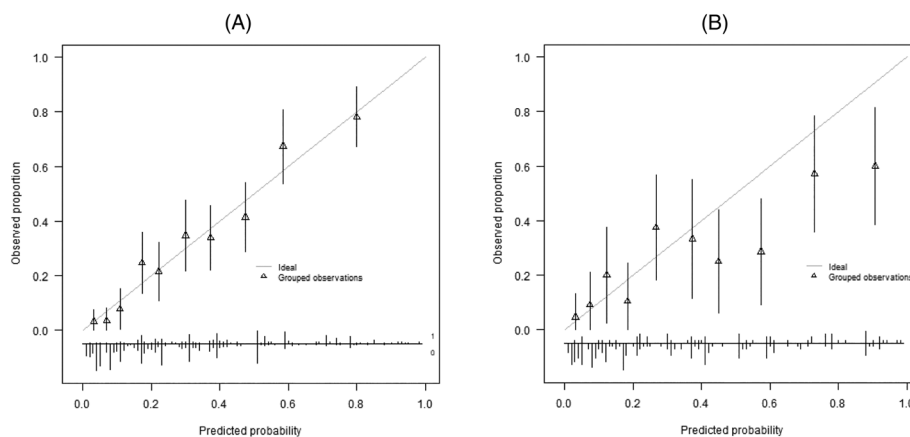 (A)
1.0
0.8
0.6
0.4
0.2
0.0
Observed proportion
Ideal
Grouped observations
1
0
0.0 0.2 0.4 0.6 0.8 1.0
Predicted probability
(B)
1.0
0.8
0.6
0.4
0.2
0.0
Observed proportion
Ideal
Grouped observations
0.0 0.2 0.4 0.6 0.8 1.0
Predicted probability